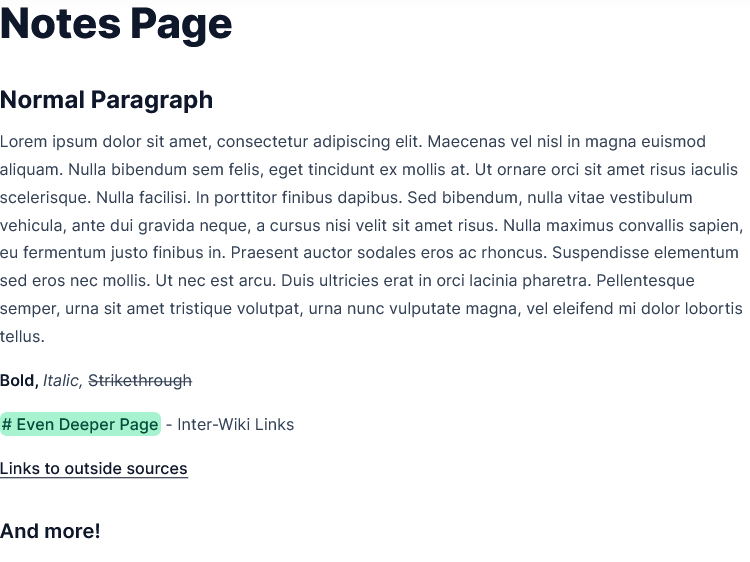 Notes Page
Normal Paragraph
Lorem ipsum dolor sit amet, consectetur adipiscing elit. Maecenas vel nisl in magna euismod
aliquam. Nulla bibendum sem felis, eget tincidunt ex mollis at. Ut ornare orci sit amet risus iaculis
scelerisque. Nulla facilisi. In porttitor finibus dapibus. Sed bibendum, nulla vitae vestibulum
vehicula, ante dui gravida neque, a cursus nisi velit sit amet risus. Nulla maximus convallis sapien,
eu fermentum justo finibus in. Praesent auctor sodales eros ac rhoncus. Suspendisse elementum
sed eros nec mollis. Ut nec est arcu. Duis ultricies erat in orci lacinia pharetra. Pellentesque
semper, urna sit amet tristique volutpat, urna nunc vulputate magna, vel eleifend mi dolor lobortis
tellus.
Bold, Italic, Strikethrough
# Even Deeper Page - Inter-Wiki Links
Links to outside sources
And more!